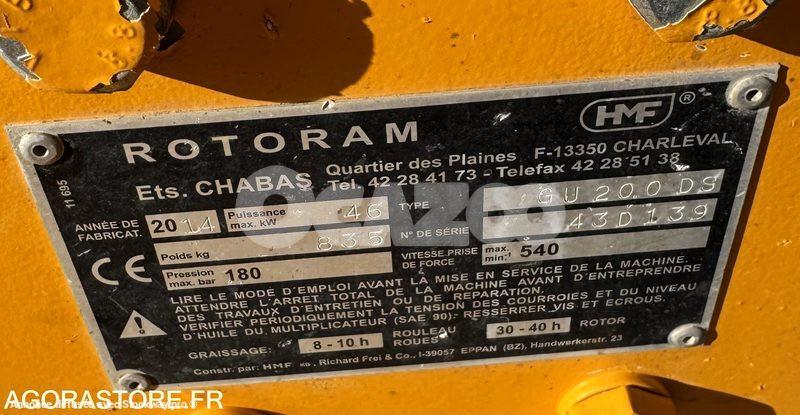 ROTORAM
HMF ®
Ets. CHABAS
Quartier des Plaines F-13350 CHARLEVAL
Tel. 42 28 41 73 - Telefax 42 28 51 38
11 695
ANNÉE DE FABRICAT. 2014
Puissance max. kW 46
TYPE GU200DS
Poids kg 835
N° DE SÉRIE 43D139
CE
Pression max. bar 180
VITESSE.PRISE DE FORCE max. min-1 540
LIRE LE MODE D'EMPLOI AVANT LA MISE EN SERVICE DE LA MACHINE.
ATTENDRE L'ARRET TOTAL DE LA MACHINE AVANT D'ENTREPRENDRE
DES TRAVAUX D'ENTRETIEN OU DE REPARATION.
VERIFIER PERIODIQUEMENT LA TENSION DES COURROIES ET DU NIVEAU
D'HUILE DU MULTIPLICATEUR (SAE 90)- RESSERRER VIS ET ECROUS.
GRAISSAGE: 8 - 10 h ROULEAU ROUES 30 - 40 h ROTOR
Constr. par: HMF KG. Richard Frei & Co., I-39057 EPPAN (BZ), Handwerkerstr. 23
AGORASTORE.FR